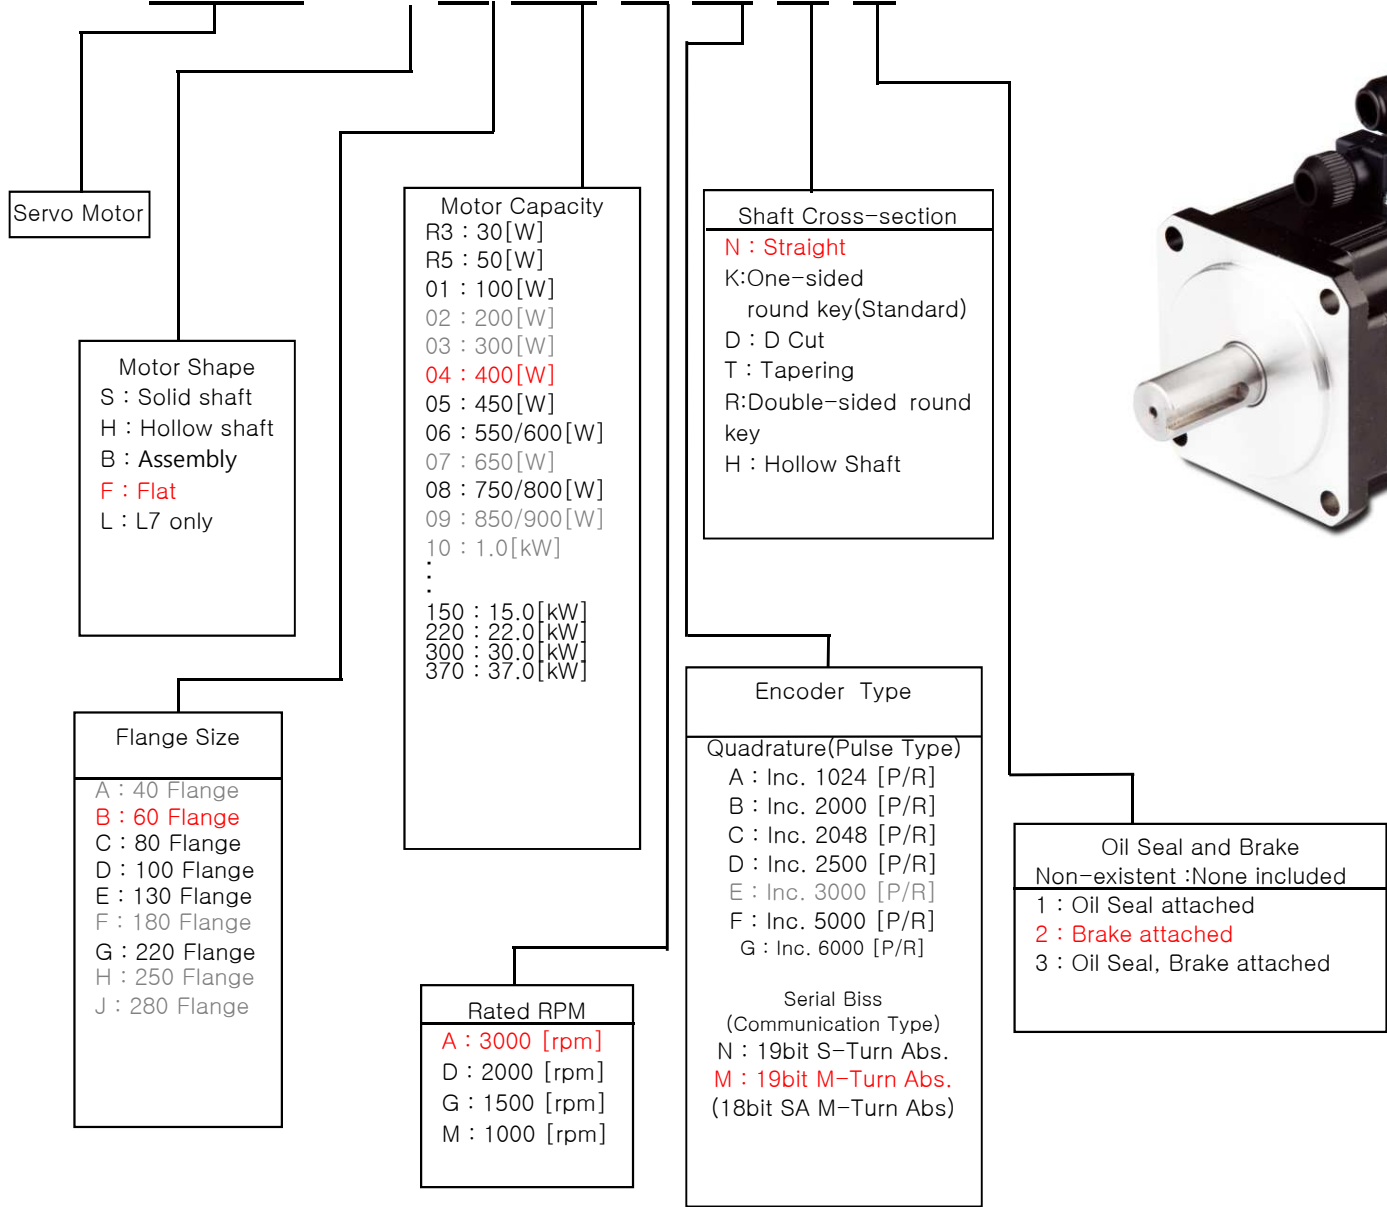 Servo Motor
Motor Shape
S : Solid shaft
H : Hollow shaft
B : Assembly
F : Flat
L : L7 only
Flange Size
A : 40 Flange
B : 60 Flange
C : 80 Flange
D : 100 Flange
E : 130 Flange
F : 180 Flange
G : 220 Flange
H : 250 Flange
J : 280 Flange
Motor Capacity
R3 : 30[W]
R5 : 50[W]
01 : 100[W]
02 : 200[W]
03 : 300[W]
04 : 400[W]
05 : 450[W]
06 : 550/600[W]
07 : 650[W]
08 : 750/800[W]
09 : 850/900[W]
10 : 1.0[kW]
.
.
.
150 : 15.0[kW]
220 : 22.0[kW]
300 : 30.0[kW]
370 : 37.0[kW]
Rated RPM
A : 3000 [rpm]
D : 2000 [rpm]
G : 1500 [rpm]
M : 1000 [rpm]
Shaft Cross-section
N : Straight
K:One-sided
round key(Standard)
D : D Cut
T : Tapering
R:Double-sided round
key
H : Hollow Shaft
Encoder Type
Quadrature(Pulse Type)
A : Inc. 1024 [P/R]
B : Inc. 2000 [P/R]
C : Inc. 2048 [P/R]
D : Inc. 2500 [P/R]
E : Inc. 3000 [P/R]
F : Inc. 5000 [P/R]
G : Inc. 6000 [P/R]
Serial Biss
(Communication Type)
N : 19bit S-Turn Abs.
M : 19bit M-Turn Abs.
(18bit SA M-Turn Abs)
Oil Seal and Brake
Non-existent :None included
1 : Oil Seal attached
2 : Brake attached
3 : Oil Seal, Brake attached